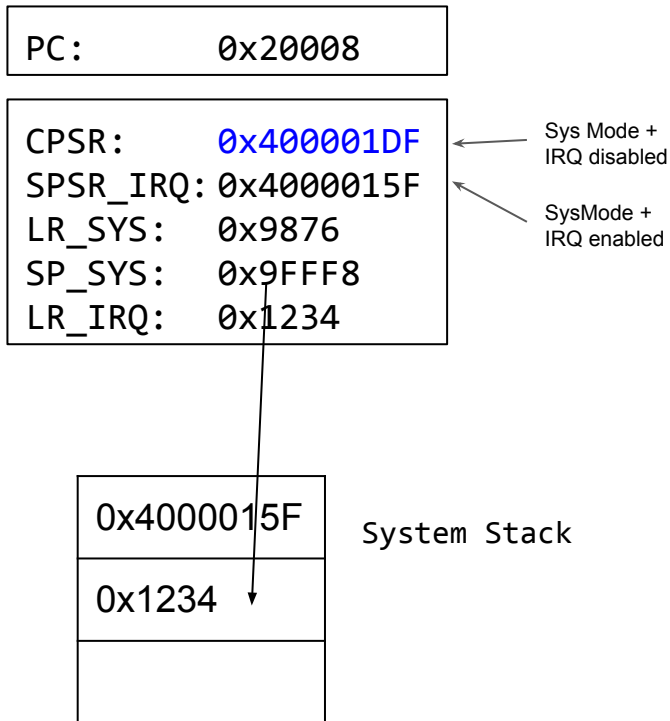 PC: 0x20008
CPSR: 0x400001DF
SPSR_IRQ: 0x4000015F
LR_SYS: 0x9876
SP_SYS: 0x9FFF8
LR_IRQ: 0x1234
Sys Mode +
IRQ disabled
SysMode +
IRQ enabled
0x4000015F
System Stack
0x1234